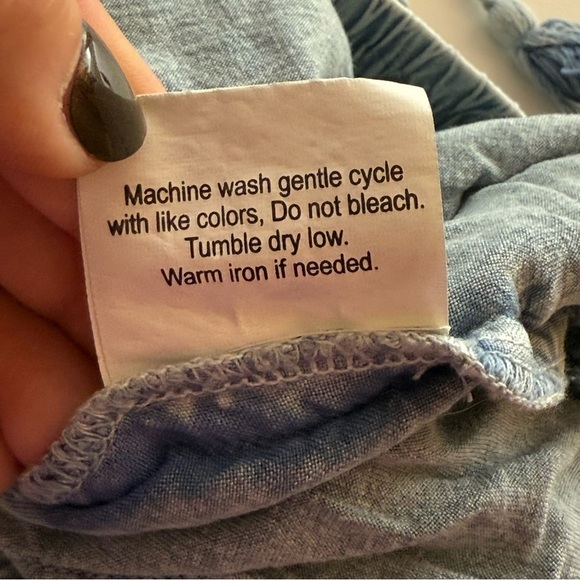 Machine wash gentle cycle
with like colors, Do not bleach.
Tumble dry low.
Warm iron if needed.